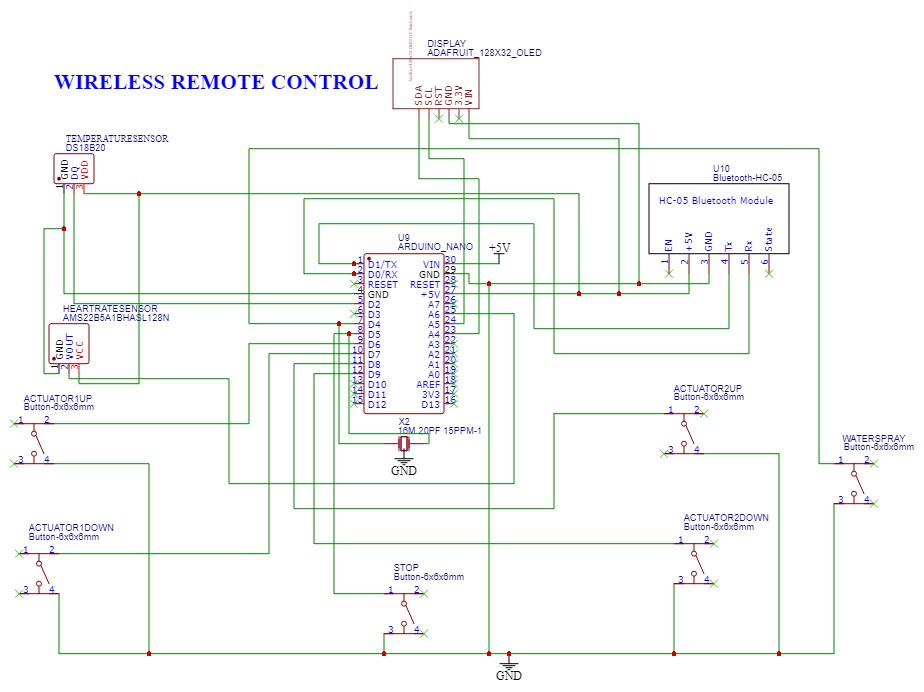 DISPLAY
ADAFRUIT_128X32_OLED
SDA
SCL
RST
GND
3.3V
VIN
WIRELESS REMOTE CONTROL
TEMPERATURESENSOR
DS18B20
GND
DQ
VDD
1
2
3
U10
Bluetooth-HC-05
HC-05 Bluetooth Module
EN
+5V
GND
Tx
Rx
State
1
2
3
4
5
6
U9
ARDUINO_NANO
+5V
1 D1/TX VIN 30
2 D0/RX GND 29
3 RESET RESET 28
4 GND +5V 27
5 D2 A7 26
6 D3 A6 25
7 D4 A5 24
8 D5 A4 23
9 D6 A3 22
10 D7 A2 21
11 D8 A1 20
12 D9 A0 19
13 D10 AREF 18
14 D11 3V3 17
15 D12 D13 16
HEARTRATESENSOR
AMS22B5A1BHASL128N
GND
VOUT
VCC
1
2
3
X2
16M 20PF 15PPM-1
GND
ACTUATOR1UP
Button-6x6x6mm
1 2
3 4
ACTUATOR2UP
Button-6x6x6mm
1 2
3 4
WATERSPRAY
Button-6x6x6mm
1 2
3 4
ACTUATOR1DOWN
Button-6x6x6mm
1 2
3 4
ACTUATOR2DOWN
Button-6x6x6mm
1 2
3 4
STOP
Button-6x6x6mm
1 2
3 4
GND